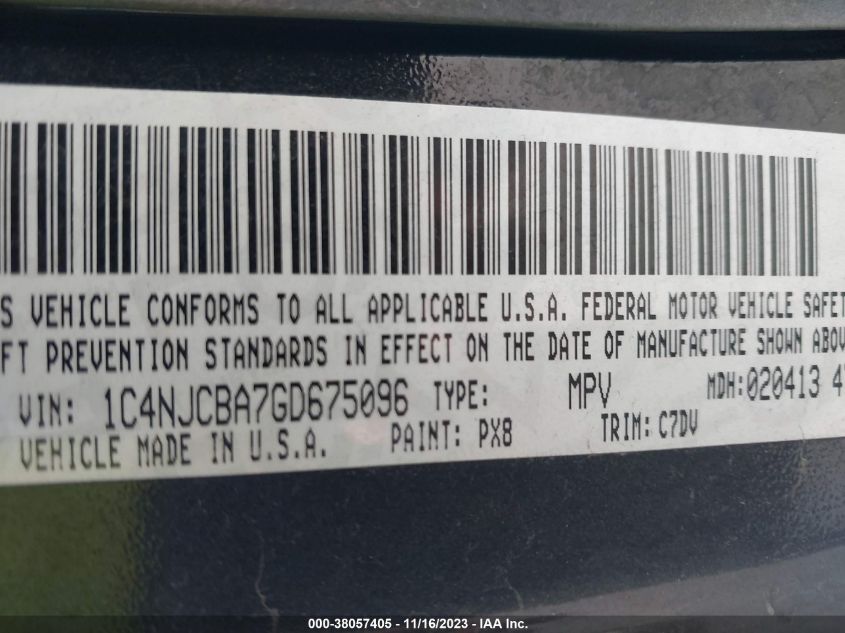 S VEHICLE CONFORMS TO ALL APPLICABLE U.S.A. FEDERAL MOTOR VEHICLE SAFET
FT PREVENTION STANDARDS IN EFFECT ON THE DATE OF MANUFACTURE SHOWN ABOV
VIN: 1C4NJCBA7GD675096 TYPE: MPV MDH:020413 4
VEHICLE MADE IN U.S.A. PAINT: PX8 TRIM: C7DV
000-38057405 - 11/16/2023 - IAA Inc.